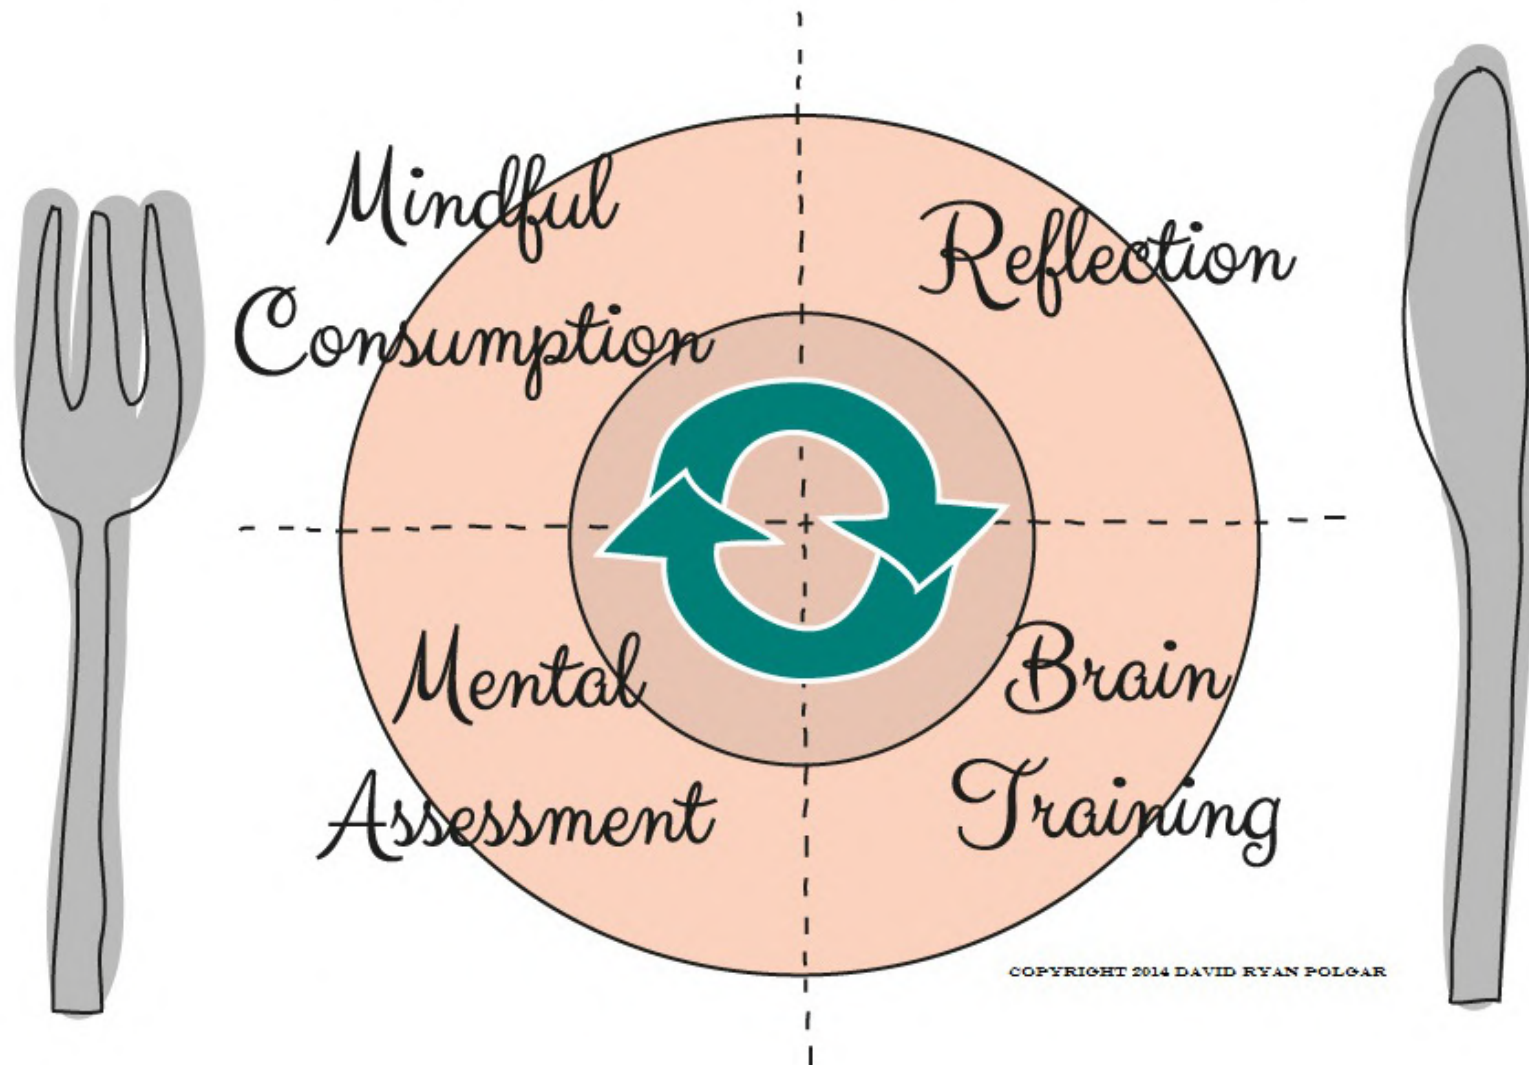 Mindful
Consumption
Reflection
Mental
Assessment
Brain
Training
COPYRIGHT 2014 DAVID RYAN POLGAR